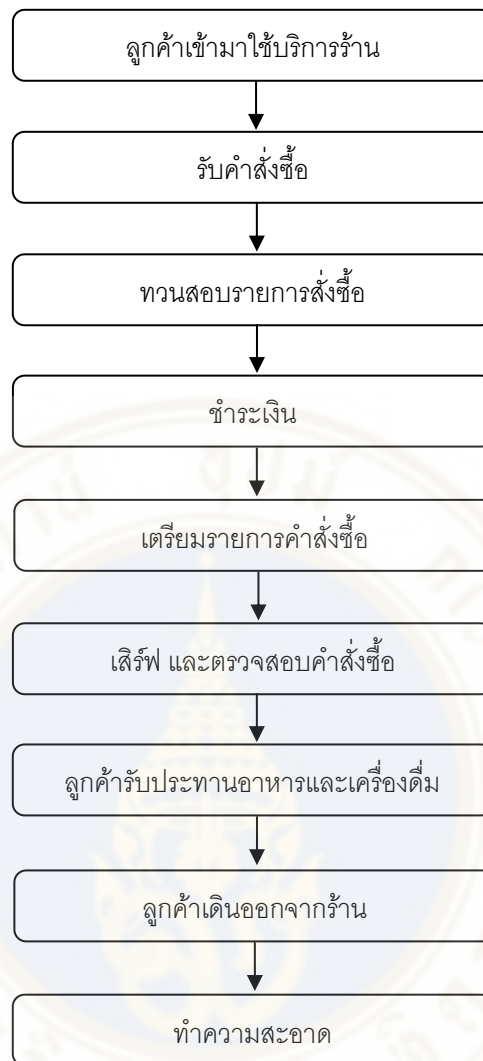 ลูกค้าเข้ามาใช้บริการร้าน
รับคำสั่งซื้อ
ทวนสอบรายการสั่งซื้อ
ชำระเงิน
เตรียมรายการคำสั่งซื้อ
เสิร์ฟ และตรวจสอบคำสั่งซื้อ
ลูกค้ารับประทานอาหารและเครื่องดื่ม
ลูกค้าเดินออกจากร้าน
ทำความสะอาด